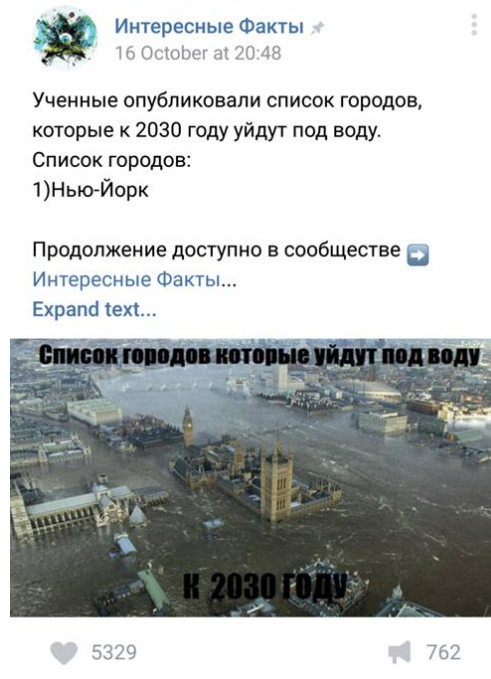 Интересные Факты
16 October at 20:48
Ученные опубликовали список городов,
которые к 2030 году уйдут под воду.
Список городов:
1)Нью-Йорк
Продолжение доступно в сообществе ➡
Интересные Факты...
Expand text...
Список городов которые уйдут под воду
К 2030 ГОДУ
5329
762